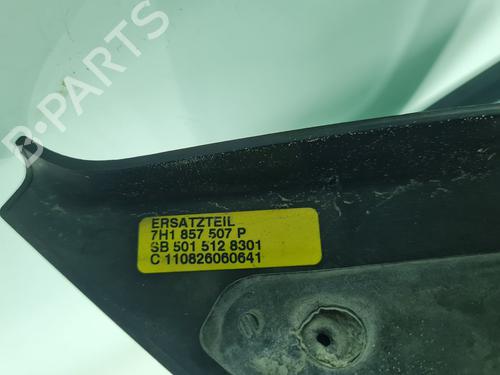 B-PARTS
ERSATZTEIL
7H1 857 507 P
SB 501 512 8301
C 110826060641